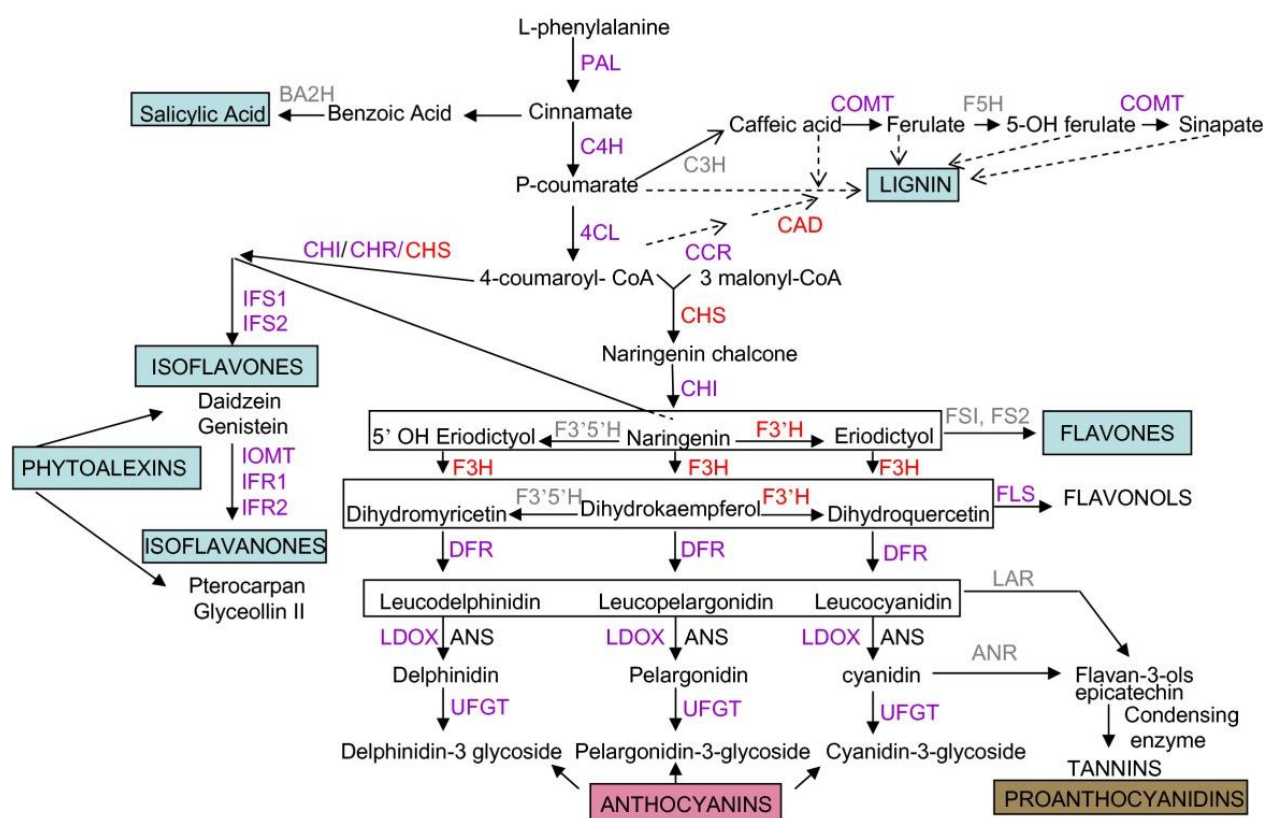 L-phenylalanine
PAL
Salicylic Acid
BA2H
Benzoic Acid
Cinnamate
COMT
F5H
COMT
Caffeic acid
Ferulate
5-OH ferulate
Sinapate
C4H
C3H
P-coumarate
LIGNIN
4CL
CCR
CAD
CHI/CHR/CHS
4-coumaroyl- CoA
3 malonyl-CoA
IFS1
IFS2
CHS
Naringenin chalcone
ISOFLAVONES
CHI
Daidzein
Genistein
5' OH Eriodictyol
F3'5'H
Naringenin
F3'H
Eriodictyol
FSI, FS2
FLAVONES
PHYTOALEXINS
IOMT
IFR1
IFR2
F3H
F3H
F3H
Dihydromyricetin
F3'5'H
Dihydrokaempferol
F3'H
Dihydroquercetin
FLS
FLAVONOLS
ISOFLAVANONES
DFR
DFR
DFR
Pterocarpan
Glyceollin II
Leucodelphinidin
Leucopelargonidin
Leucocyanidin
LAR
LDOX
ANS
LDOX
ANS
LDOX
ANS
Delphinidin
Pelargonidin
cyanidin
ANR
Flavan-3-ols
epicatechin
UFGT
UFGT
UFGT
Condensing
enzyme
Delphinidin-3 glycoside
Pelargonidin-3-glycoside
Cyanidin-3-glycoside
TANNINS
ANTHOCYANINS
PROANTHOCYANIDINS